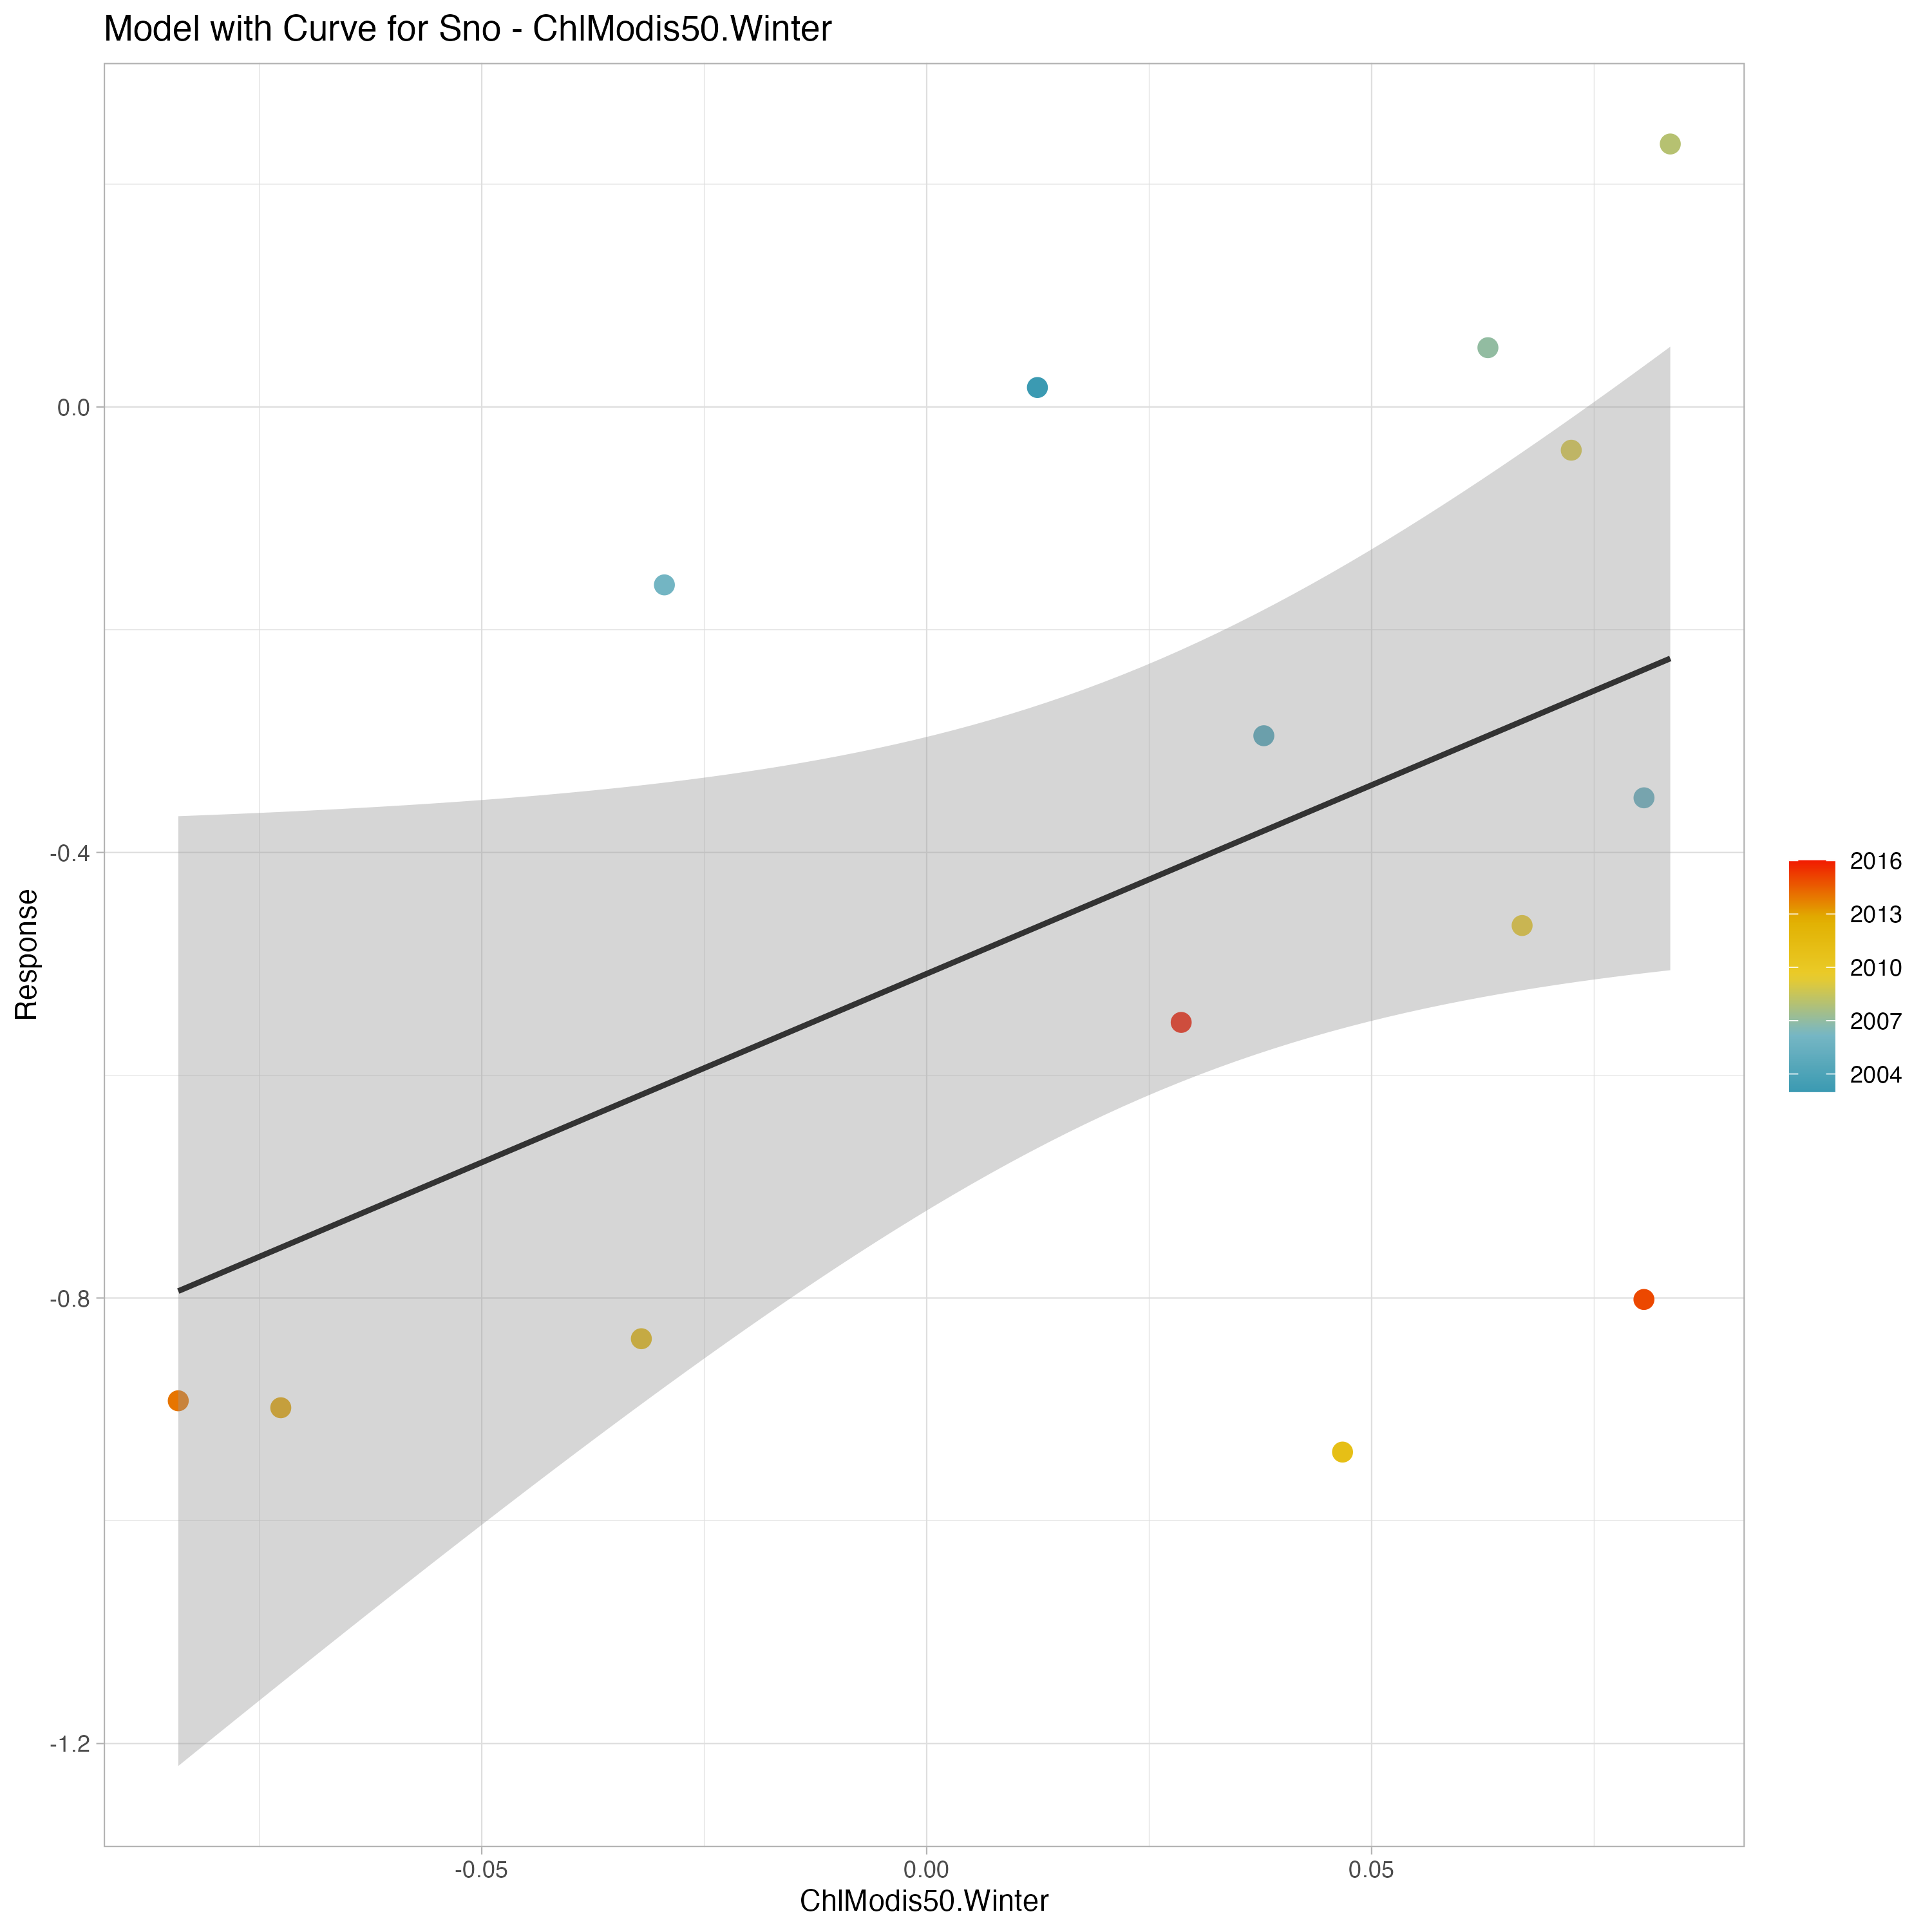 Model with Curve for Sno - ChlModis50.Winter
0.0
-0.4
-0.8
-1.2
Response
-0.05 0.00 0.05
ChlModis50.Winter
2016
2013
2010
2007
2004